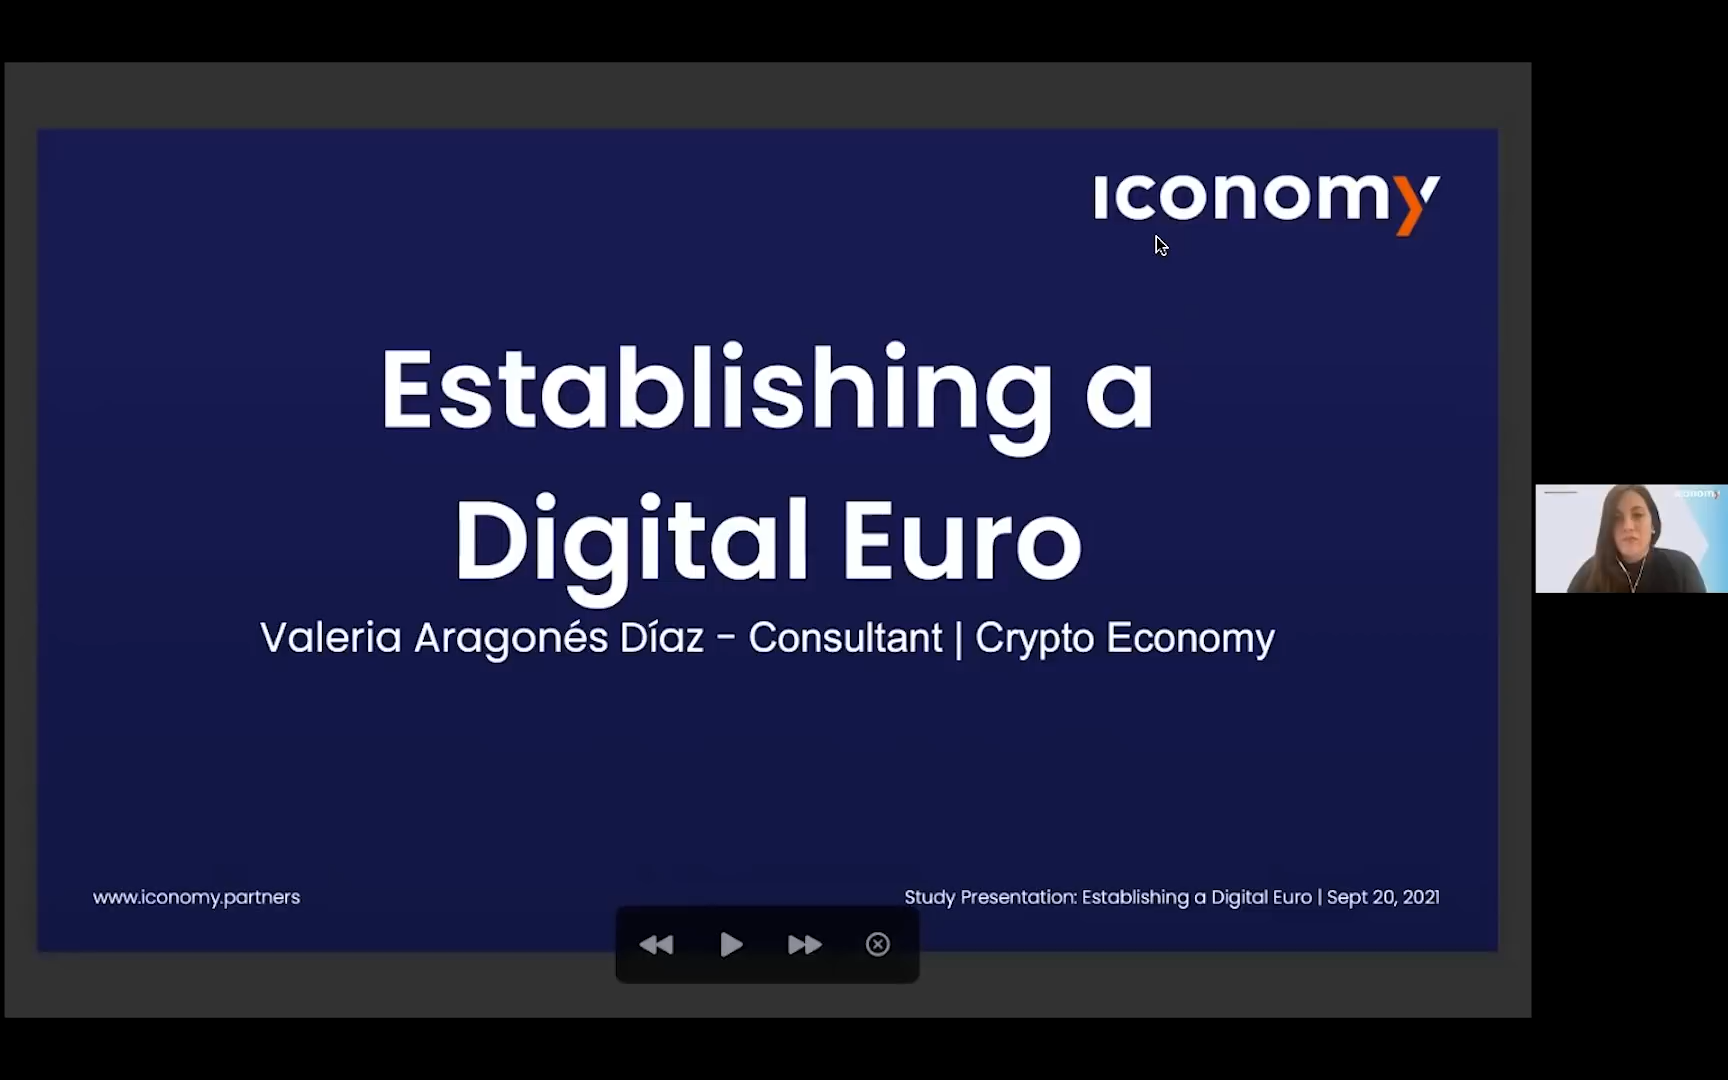 iconomy
Establishing a
Digital Euro
Valeria Aragonés Díaz - Consultant | Crypto Economy
www.iconomy.partners
Study Presentation: Establishing a Digital Euro | Sept 20, 2021
iconomy